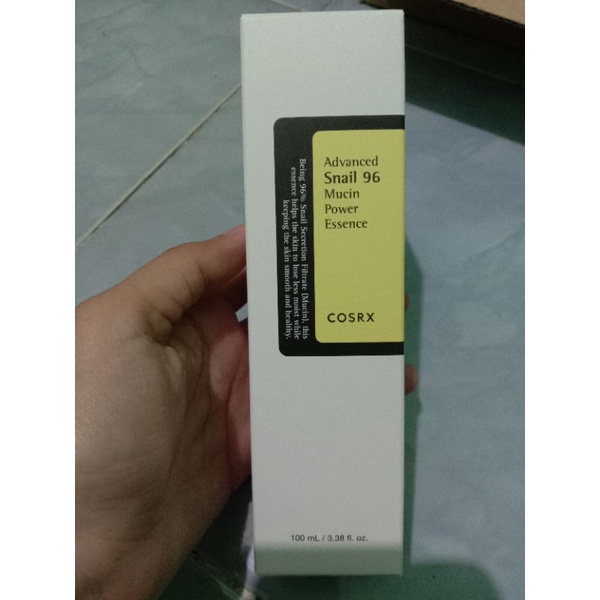 Advanced
Snail 96
Mucin
Power
Essence
COSRX
Being 96% Snail Secretion Filtrate (Mucin), this
essence helps the skin to lose less moist while
keeping the skin smooth and healthy.
100 mL / 3.38 fl. oz.